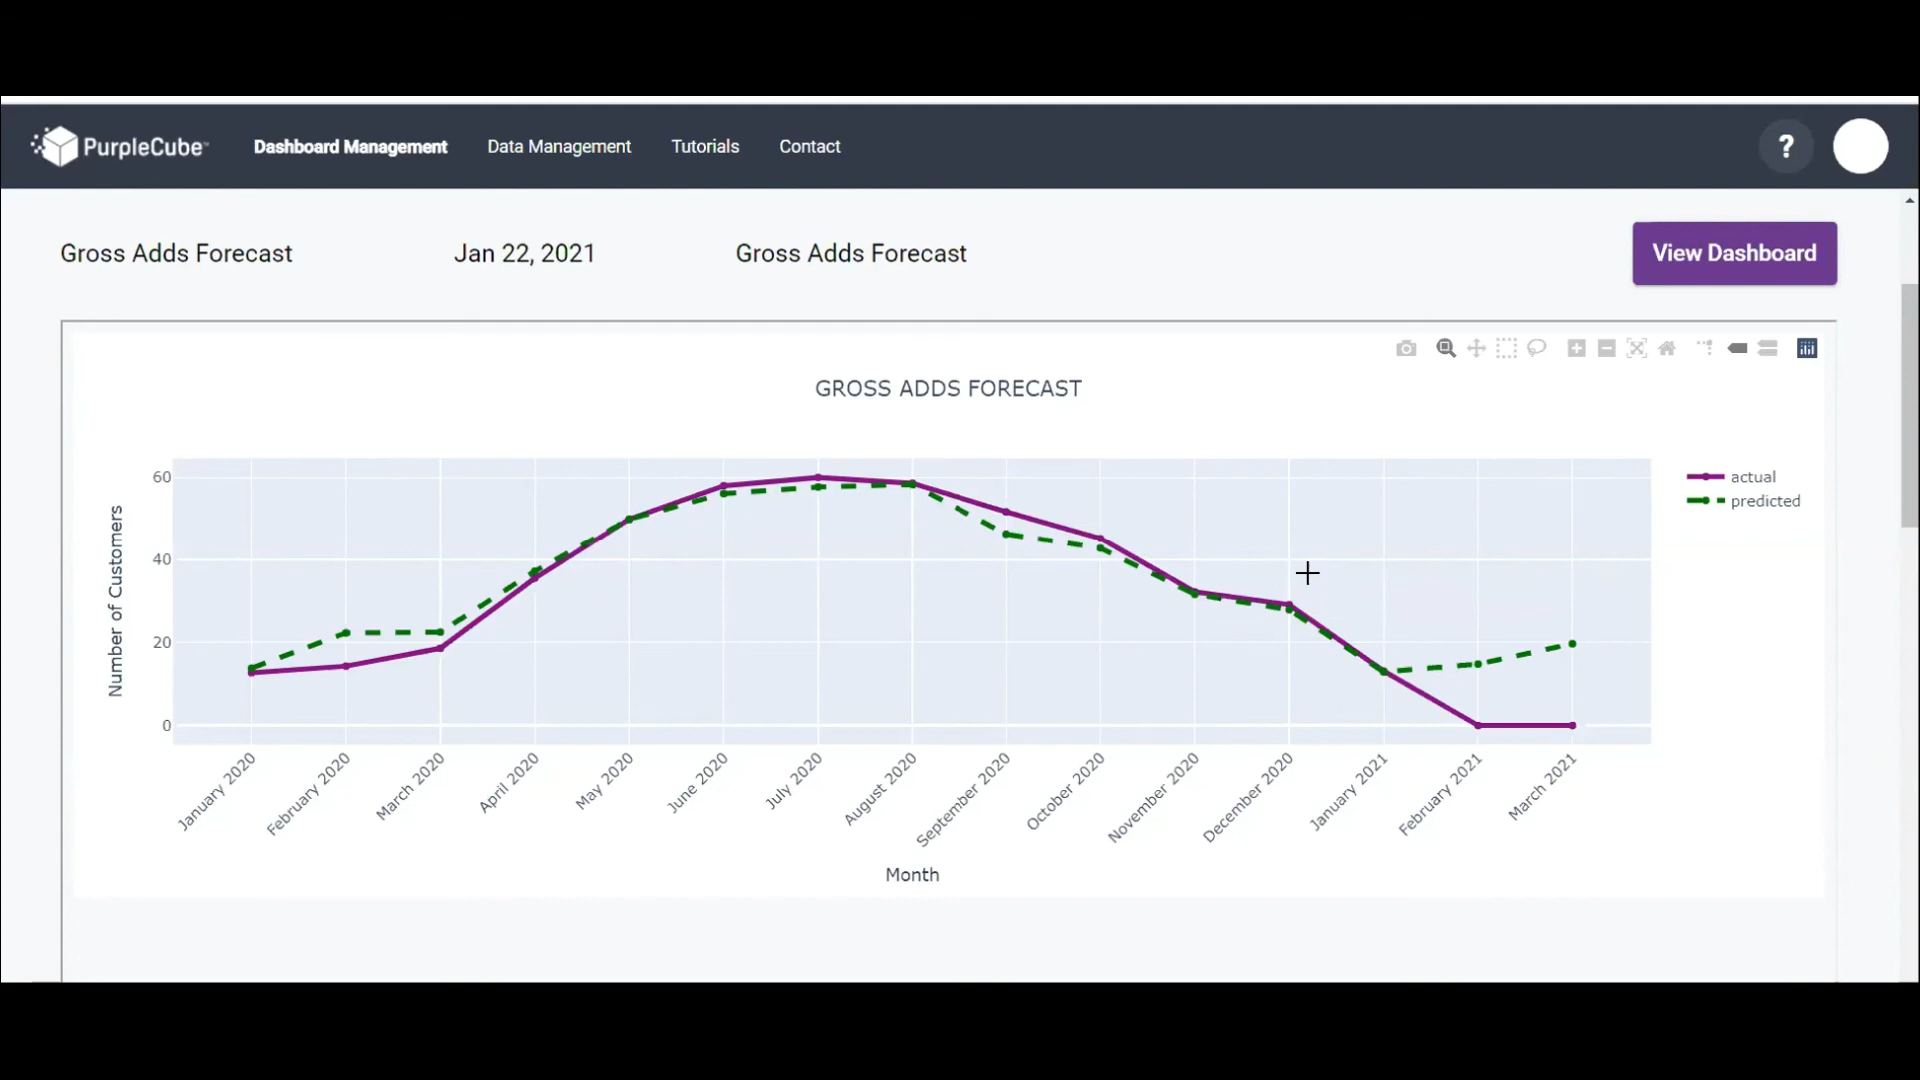 PurpleCube Dashboard Management Data Management Tutorials Contact ?
Gross Adds Forecast Jan 22, 2021 Gross Adds Forecast View Dashboard
GROSS ADDS FORECAST
60
40
20
0
Number of Customers
actual
predicted
January 2020
February 2020
March 2020
April 2020
May 2020
June 2020
July 2020
August 2020
September 2020
October 2020
November 2020
December 2020
January 2021
February 2021
March 2021
Month